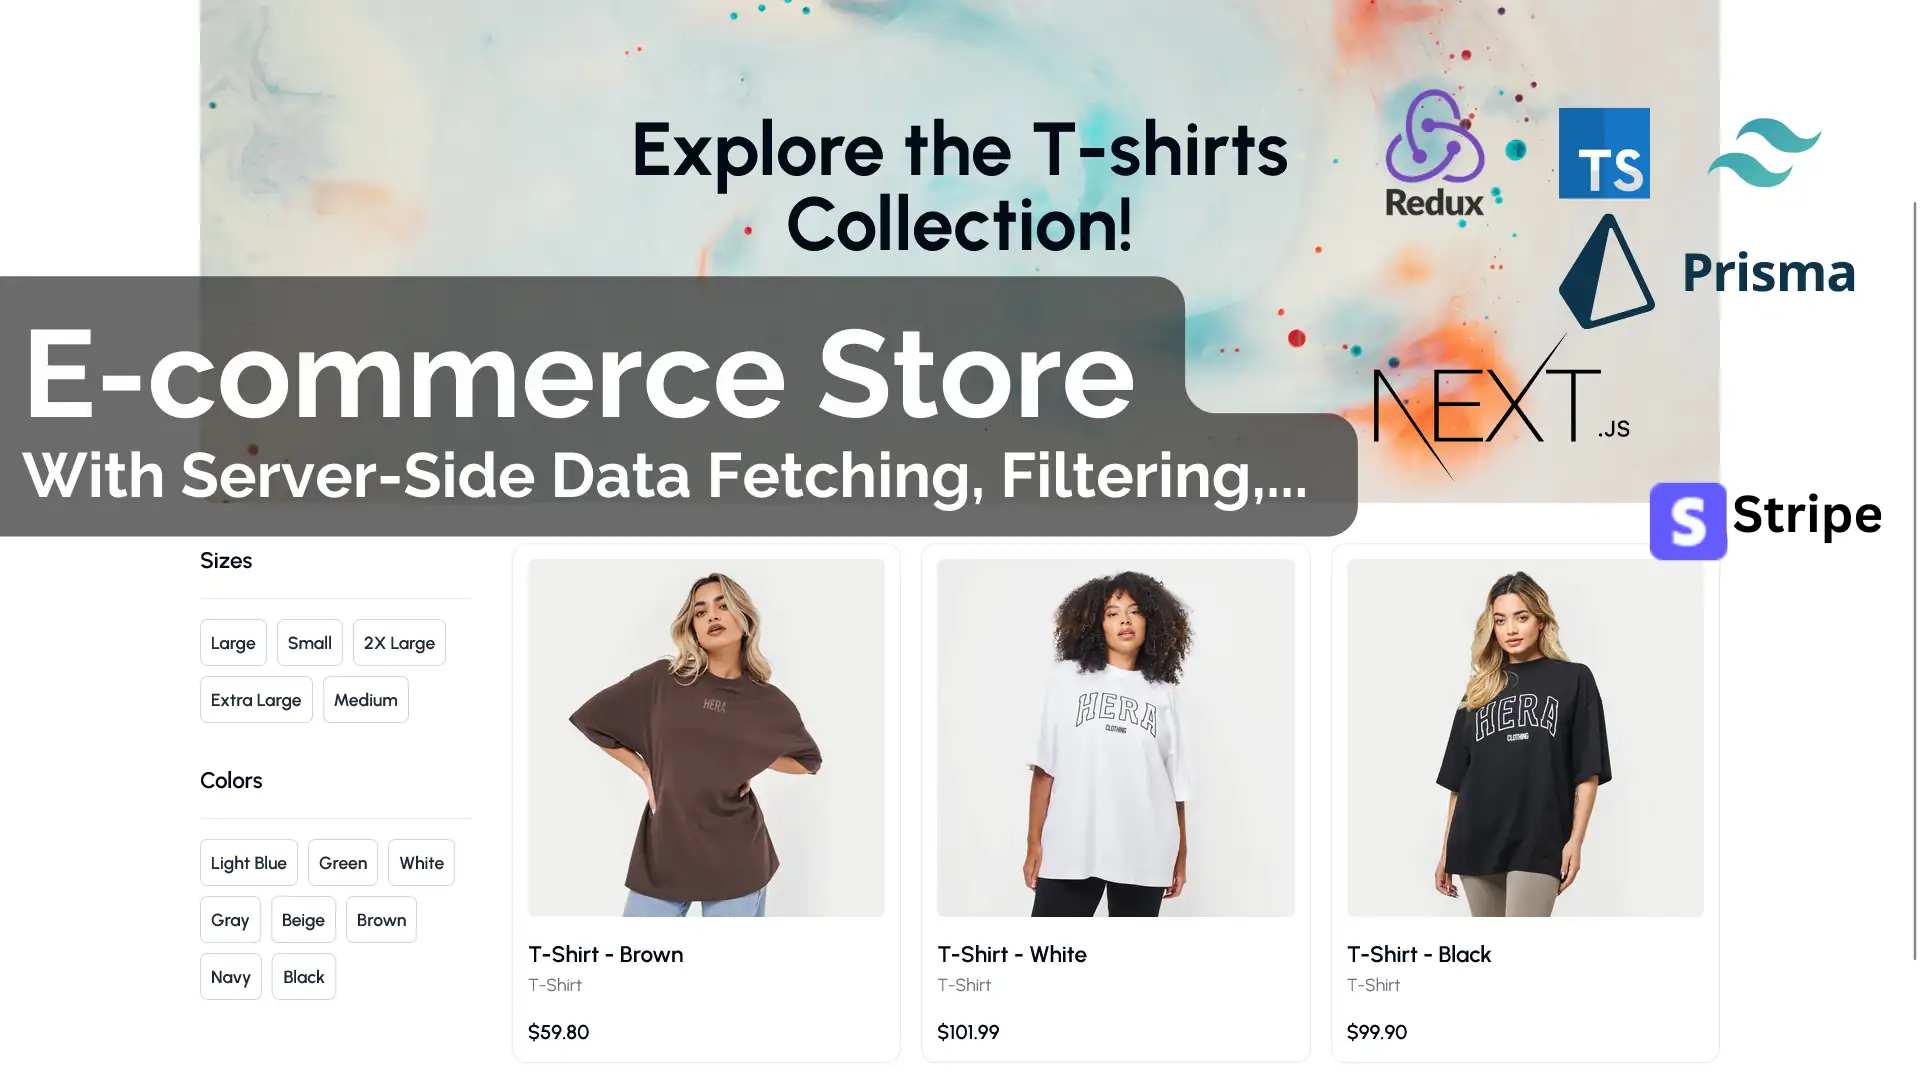 Explore the T-shirts
Collection!
Redux
TS
Prisma
E-commerce Store
With Server-Side Data Fetching, Filtering,...
NEXT.JS
S Stripe
Sizes
Large Small 2X Large
Extra Large Medium
Colors
Light Blue Green White
Gray Beige Brown
Navy Black
HERA
HERA
CLOTHING
HERA
CLOTHING
T-Shirt - Brown
T-Shirt
$59.80
T-Shirt - White
T-Shirt
$101.99
T-Shirt - Black
T-Shirt
$99.90